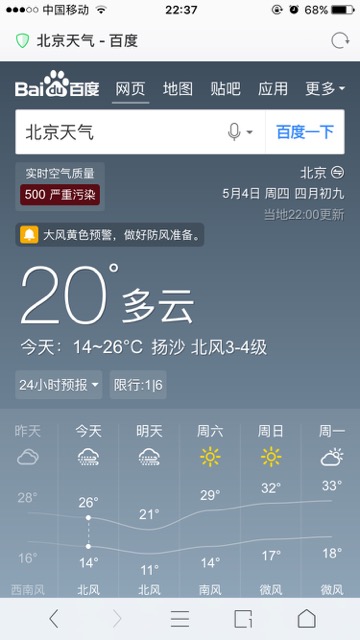 中国移动 22:37 68%
北京天气 - 百度
Bai du 百度 网页 地图 贴吧 应用 更多
北京天气 百度一下
实时空气质量 北京
500 严重污染 5月4日 周四 四月初九
当地22:00更新
大风黄色预警，做好防风准备。
20° 多云
今天：14~26°C 扬沙 北风3-4级
24小时预报 限行:1|6
昨天 今天 明天 周六 周日 周一
28° 26° 21° 29° 32° 33°
16° 14° 11° 14° 17° 18°
西南风 北风 北风 南风 微风 微风
1